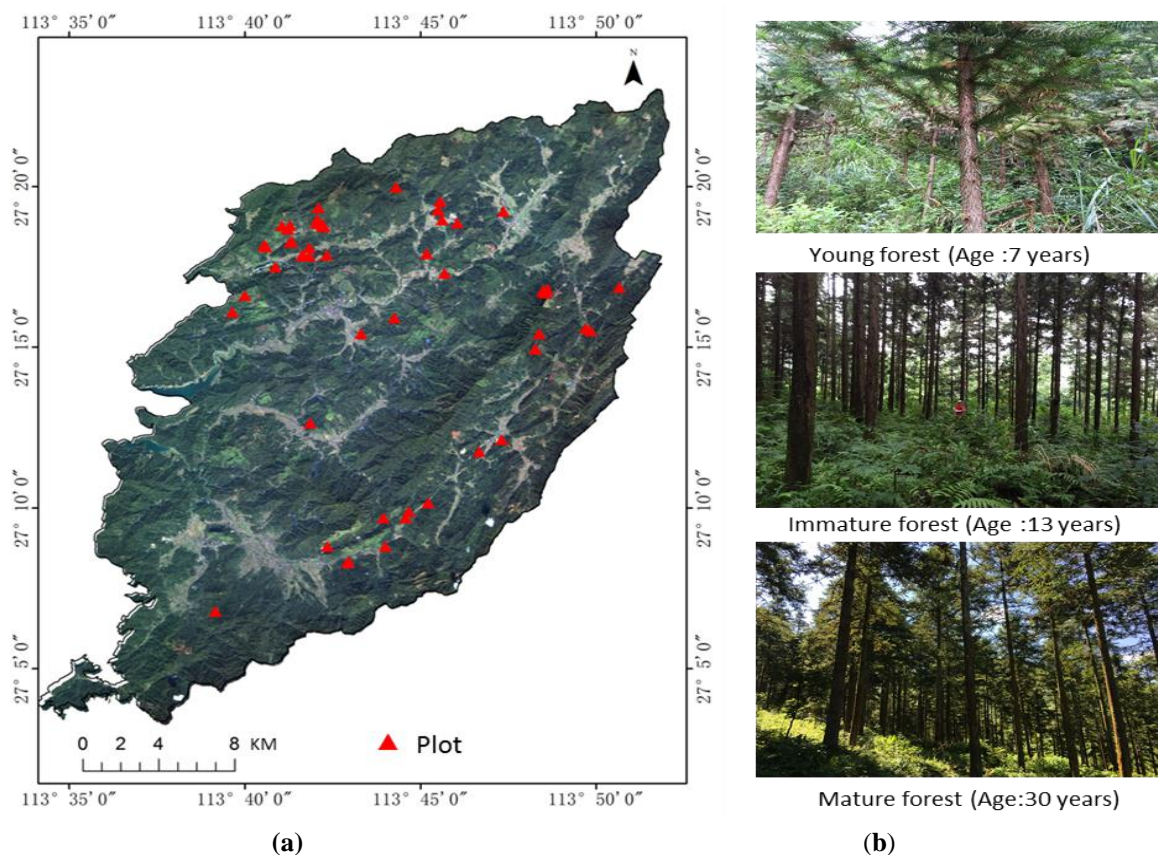 113° 35′ 0″ 113° 40′ 0″ 113° 45′ 0″ 113° 50′ 0″
N
27° 20′ 0″ 27° 20′ 0″
27° 15′ 0″ 27° 15′ 0″
27° 10′ 0″ 27° 10′ 0″
27° 5′ 0″ 27° 5′ 0″
0 2 4 8 KM
Plot
113° 35′ 0″ 113° 40′ 0″ 113° 45′ 0″ 113° 50′ 0″
(a)
Young forest (Age :7 years)
Immature forest (Age :13 years)
Mature forest (Age:30 years)
(b)